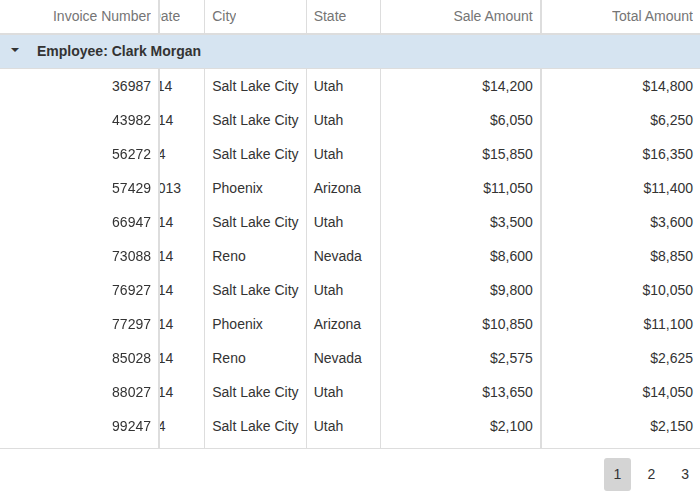 Invoice Number ate City State Sale Amount Total Amount
Employee: Clark Morgan
36987 14 Salt Lake City Utah $14,200 $14,800
43982 14 Salt Lake City Utah $6,050 $6,250
56272 4 Salt Lake City Utah $15,850 $16,350
57429 013 Phoenix Arizona $11,050 $11,400
66947 14 Salt Lake City Utah $3,500 $3,600
73088 14 Reno Nevada $8,600 $8,850
76927 14 Salt Lake City Utah $9,800 $10,050
77297 14 Phoenix Arizona $10,850 $11,100
85028 14 Reno Nevada $2,575 $2,625
88027 14 Salt Lake City Utah $13,650 $14,050
99247 4 Salt Lake City Utah $2,100 $2,150
1 2 3